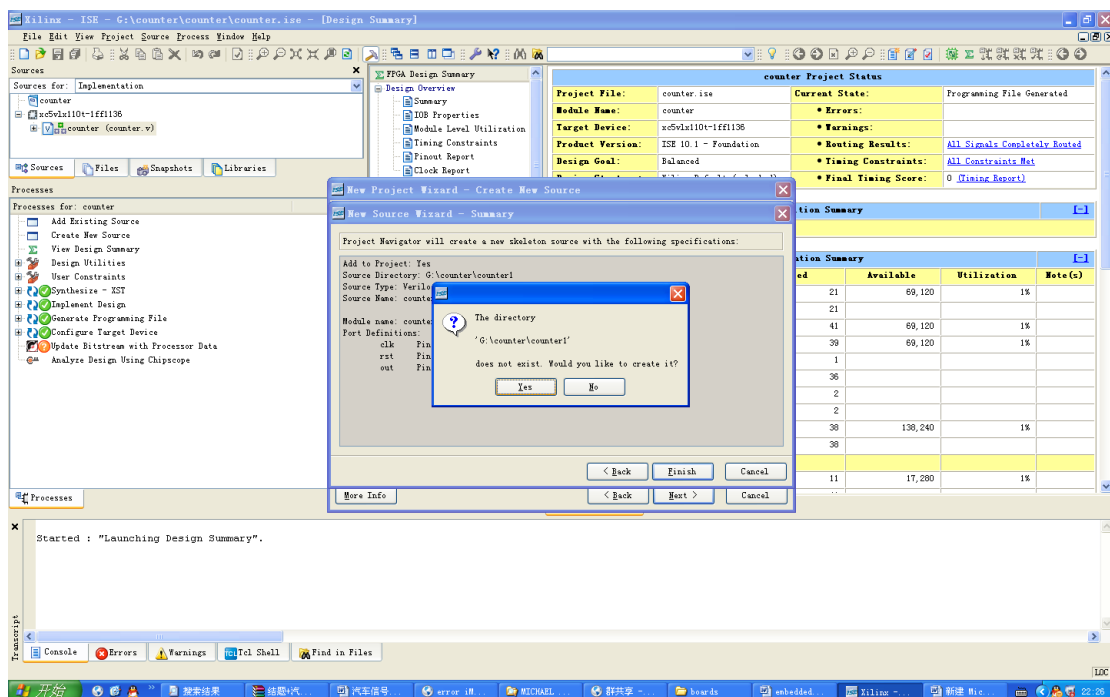 Xilinx - ISE - G:\counter\counter\counter.ise - [Design Summary]
File Edit View Project Source Process Window Help
Sources
Sources for: Implementation
counter
xc5vlx110t-1ff1136
counter (counter.v)
Sources Files Snapshots Libraries
Processes
Processes for: counter
Add Existing Source
Create New Source
View Design Summary
Design Utilities
User Constraints
Synthesize - XST
Implement Design
Generate Programming File
Configure Target Device
Update Bitstream with Processor Data
Analyze Design Using Chipscope
Processes
FPGA Design Summary
Design Overview
Summary
IOB Properties
Module Level Utilization
Timing Constraints
Pinout Report
Clock Report
counter Project Status
Project File: counter.ise Current State: Programming File Generated
Module Name: counter • Errors:
Target Device: xc5vlx110t-1ff1136 • Warnings:
Product Version: ISE 10.1 - Foundation • Routing Results: All Signals Completely Routed
Design Goal: Balanced • Timing Constraints: All Constraints Met
• Final Timing Score: 0 (Timing Report)
tion Summary [-]
ation Summary [-]
ed Available Utilization Note(s)
21 69,120 1%
21
41 69,120 1%
39 69,120 1%
1
36
2
2
38 138,240 1%
38
11 17,280 1%
New Project Wizard - Create New Source
New Source Wizard - Summary
Project Navigator will create a new skeleton source with the following specifications:
Add to Project: Yes
Source Directory: G:\counter\counter1
Source Type: Verilo
Source Name: counte
Module name: counte
Port Definitions:
clk Pin
rst Pin
out Pin
The directory
'G:\counter\counter1'
does not exist. Would you like to create it?
Yes No
< Back Finish Cancel
More Info < Back Next > Cancel
Started : "Launching Design Summary".
Transcript
Console Errors Warnings Tcl Shell Find in Files
开始 搜索结果 结题+汽... 汽车信号... error iM... MICHAEL ... 群共享 -... boards embedded... Xilinx -... 新建 Mic...